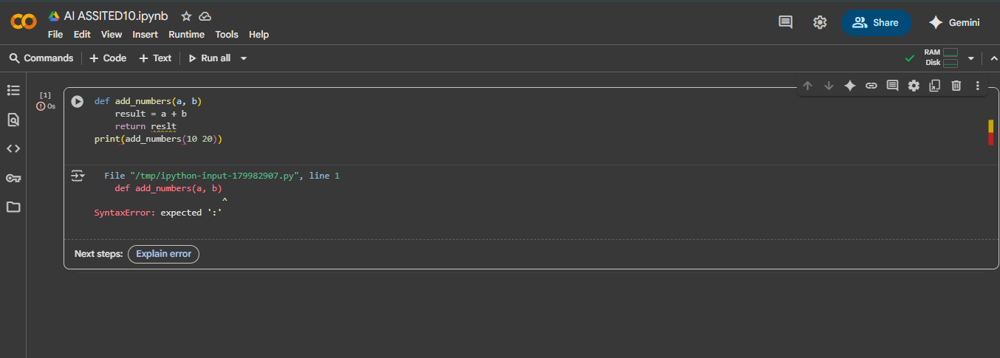 AI ASSITED10.ipynb
File Edit View Insert Runtime Tools Help
Share
Gemini
Commands + Code + Text Run all
RAM
Disk
[1]
0s
def add_numbers(a, b)
    result = a + b
    return reslt
print(add_numbers(10 20))
File "/tmp/ipython-input-179982907.py", line 1
    def add_numbers(a, b)
                         ^
SyntaxError: expected ':'
Next steps: Explain error